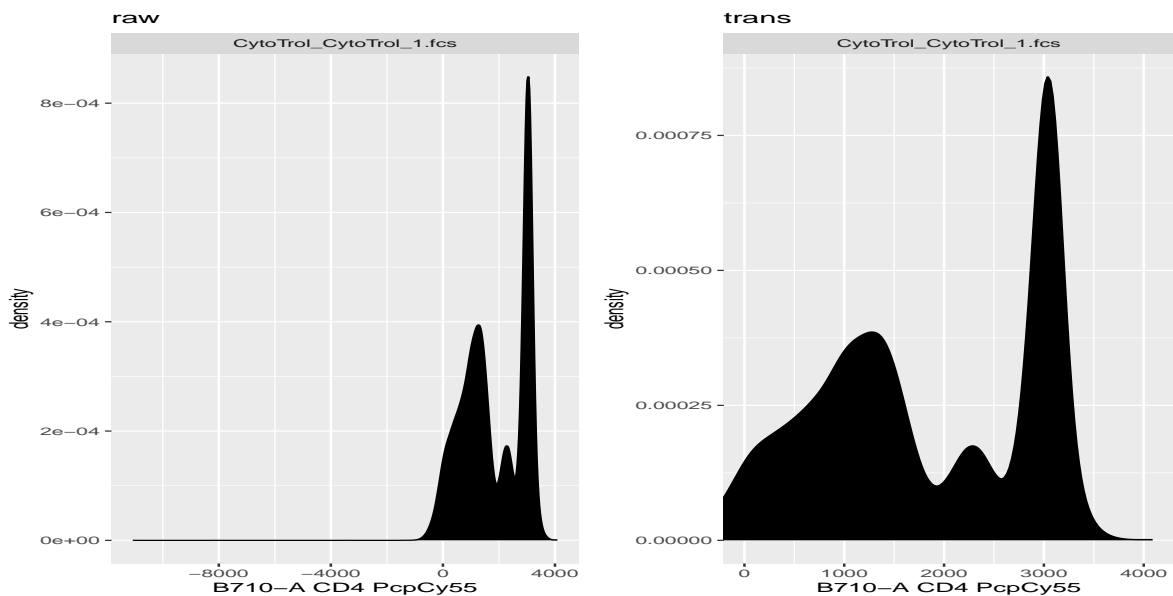 raw
CytoTrol_CytoTrol_1.fcs
density
8e−04
6e−04
4e−04
2e−04
0e+00
−8000 −4000 0 4000
B710−A CD4 PcpCy55
trans
CytoTrol_CytoTrol_1.fcs
density
0.00075
0.00050
0.00025
0.00000
0 1000 2000 3000 4000
B710−A CD4 PcpCy55